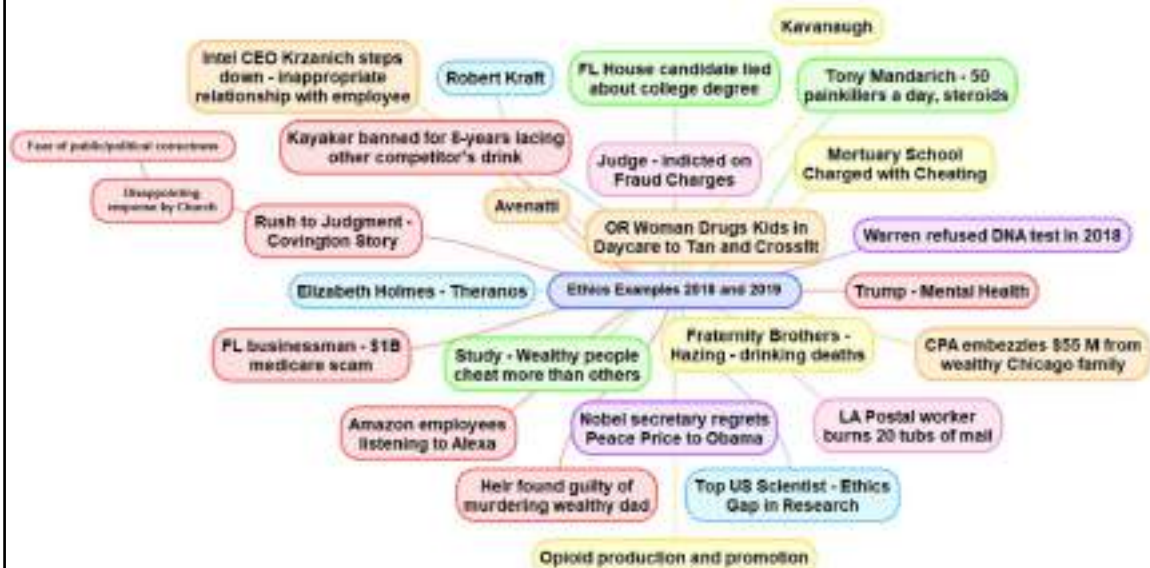 Kavanaugh
Intel CEO Krzanich steps
down - inappropriate
relationship with employee
Robert Kraft
FL House candidate lied
about college degree
Tony Mandarich - 50
painkillers a day, steroids
Kayaker banned for 8-years lacing
other competitor's drink
Fear of public/political correctness
Judge - indicted on
Fraud Charges
Mortuary School
Charged with Cheating
Disappointing
response by Church
Avenatti
Rush to Judgment -
Covington Story
OR Woman Drugs Kids in
Daycare to Tan and Crossfit
Warren refused DNA test in 2018
Elizabeth Holmes - Theranos
Ethics Examples 2018 and 2019
Trump - Mental Health
FL businessman - $1B
medicare scam
Study - Wealthy people
cheat more than others
Fraternity Brothers -
Hazing - drinking deaths
CPA embezzles $55 M from
wealthy Chicago family
Amazon employees
listening to Alexa
Nobel secretary regrets
Peace Price to Obama
LA Postal worker
burns 20 tubs of mail
Heir found guilty of
murdering wealthy dad
Top US Scientist - Ethics
Gap in Research
Opioid production and promotion